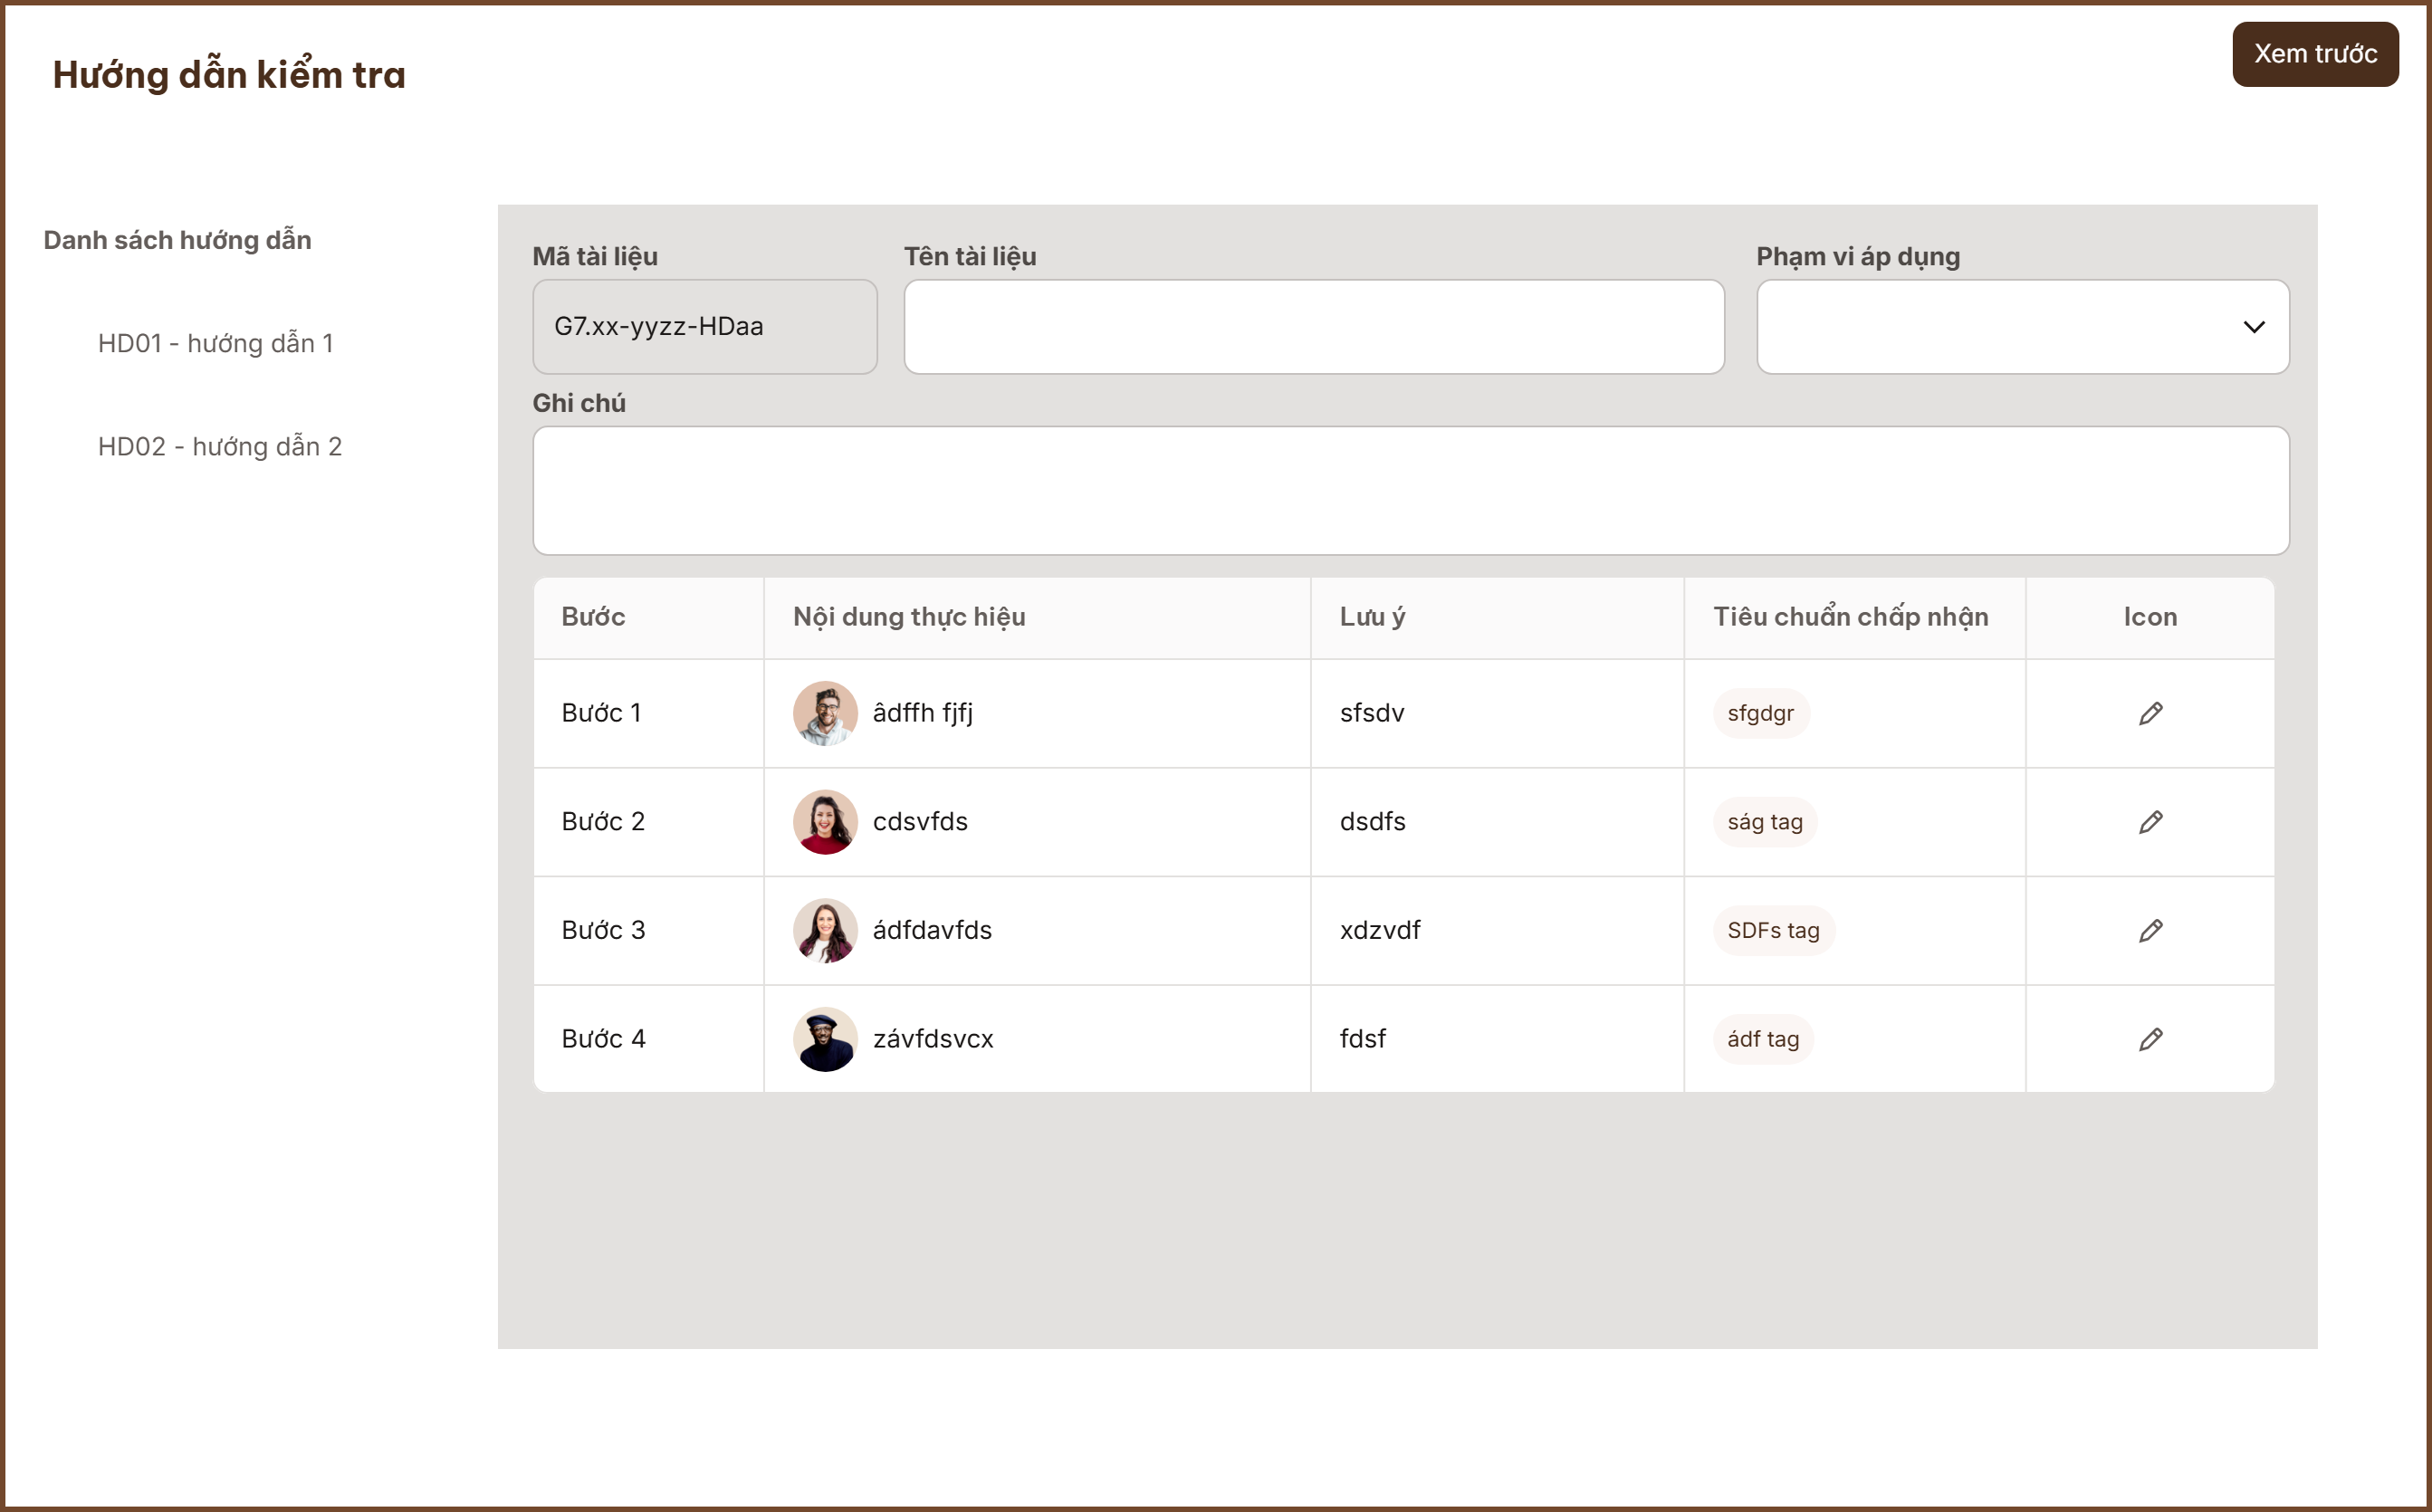 Hướng dẫn kiểm tra
Xem trước
Danh sách hướng dẫn
HD01 - hướng dẫn 1
HD02 - hướng dẫn 2
Mã tài liệu
Tên tài liệu
Phạm vi áp dụng
G7.xx-yyzz-HDaa
Ghi chú
Bước Nội dung thực hiệu Lưu ý Tiêu chuẩn chấp nhận Icon
Bước 1 âdffh fjfj sfsdv sfgdgr
Bước 2 cdsvfds dsdfs ság tag
Bước 3 ádfdavfds xdzvdf SDFs tag
Bước 4 závfdsvcx fdsf ádf tag